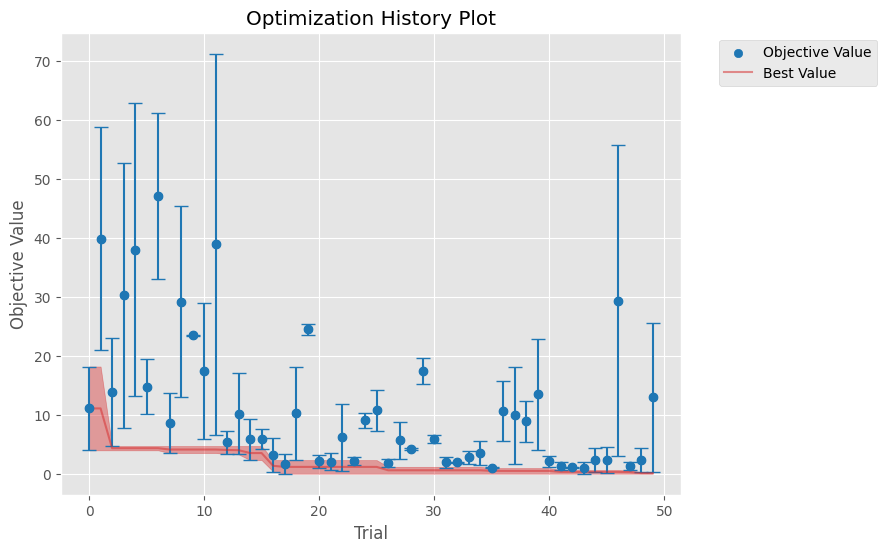 Optimization History Plot
Objective Value
Best Value
70
60
50
40
30
20
10
0
Objective Value
0 10 20 30 40 50
Trial